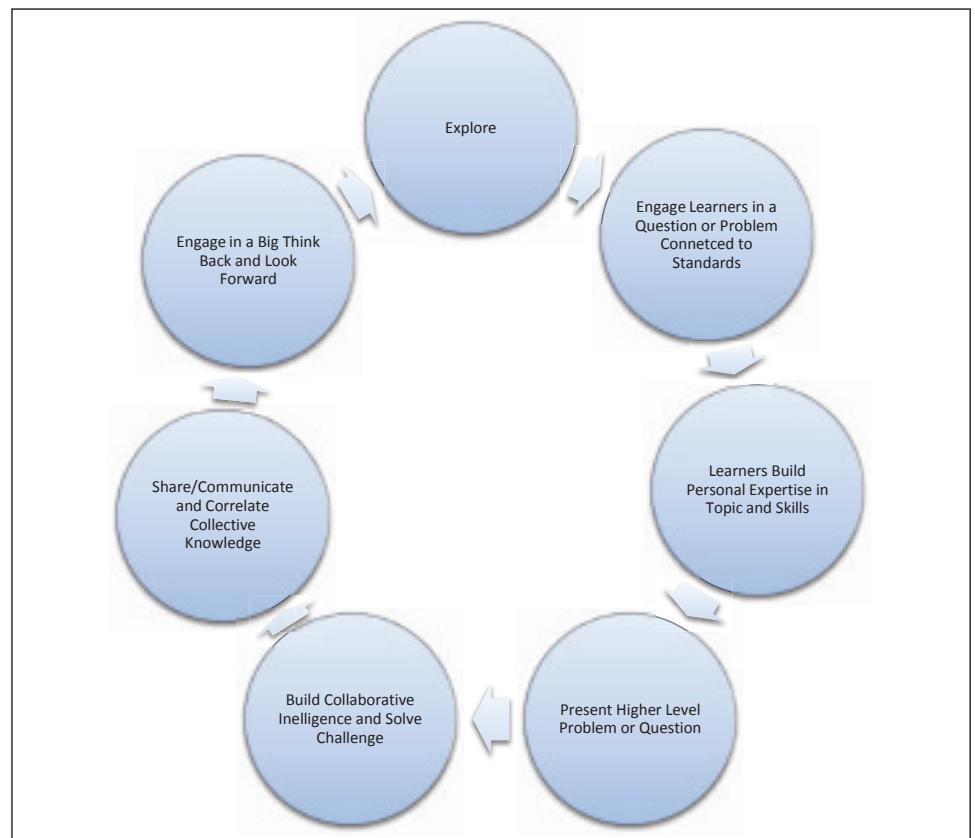 Explore
Engage Learners in a
Question or Problem
Connetced to
Standards
Learners Build
Personal Expertise in
Topic and Skills
Present Higher Level
Problem or Question
Build Collaborative
Inelligence and Solve
Challenge
Share/Communicate
and Correlate
Collective
Knowledge
Engage in a Big Think
Back and Look
Forward